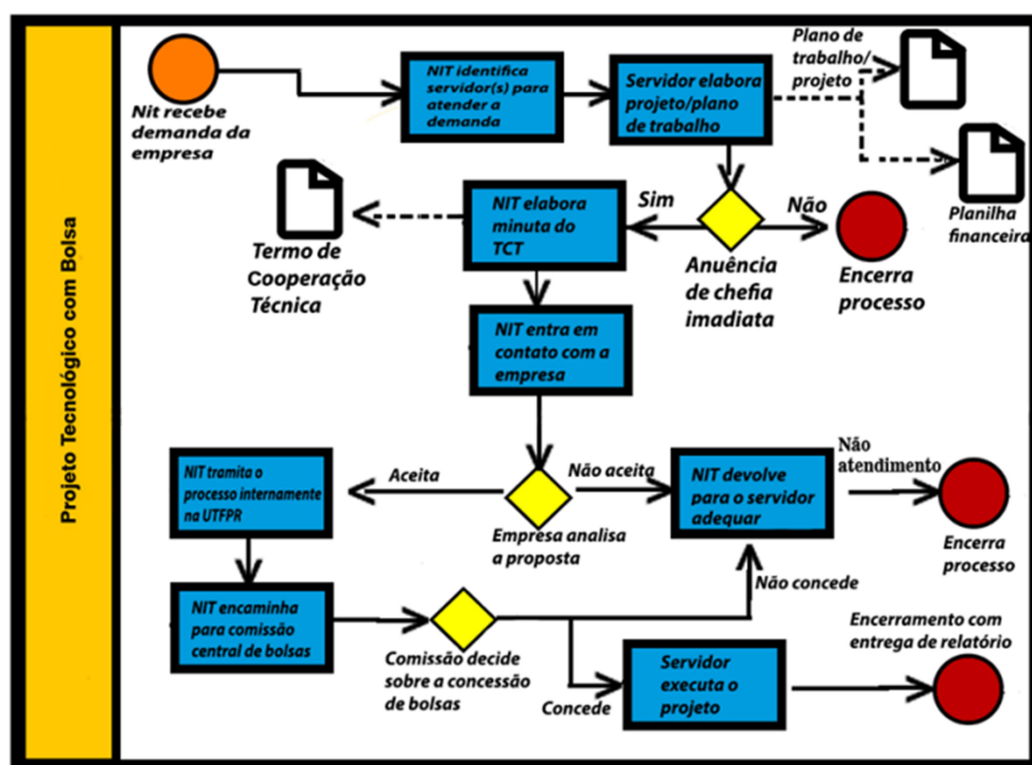 Projeto Tecnológico com Bolsa
Nit recebe
demanda da
empresa
NIT identifica
servidor(s) para
atender a
demanda
Servidor elabora
projeto/plano
de trabalho
Plano de
trabalho/
projeto
Planilha
financeira
Termo de
Cooperação
Técnica
NIT elabora
minuta do
TCT
Sim
Não
Anuência
de chefia
imadiata
Encerra
processo
NIT entra em
contato com a
empresa
NIT tramita o
processo internamente
na UTFPR
Aceita
Não aceita
Empresa analisa
a proposta
NIT devolve
para o servidor
adequar
Não
atendimento
Encerra
processo
NIT encaminha
para comissão
central de bolsas
Comissão decide
sobre a concessão
de bolsas
Não concede
Concede
Servidor
executa o
projeto
Encerramento com
entrega de relatório